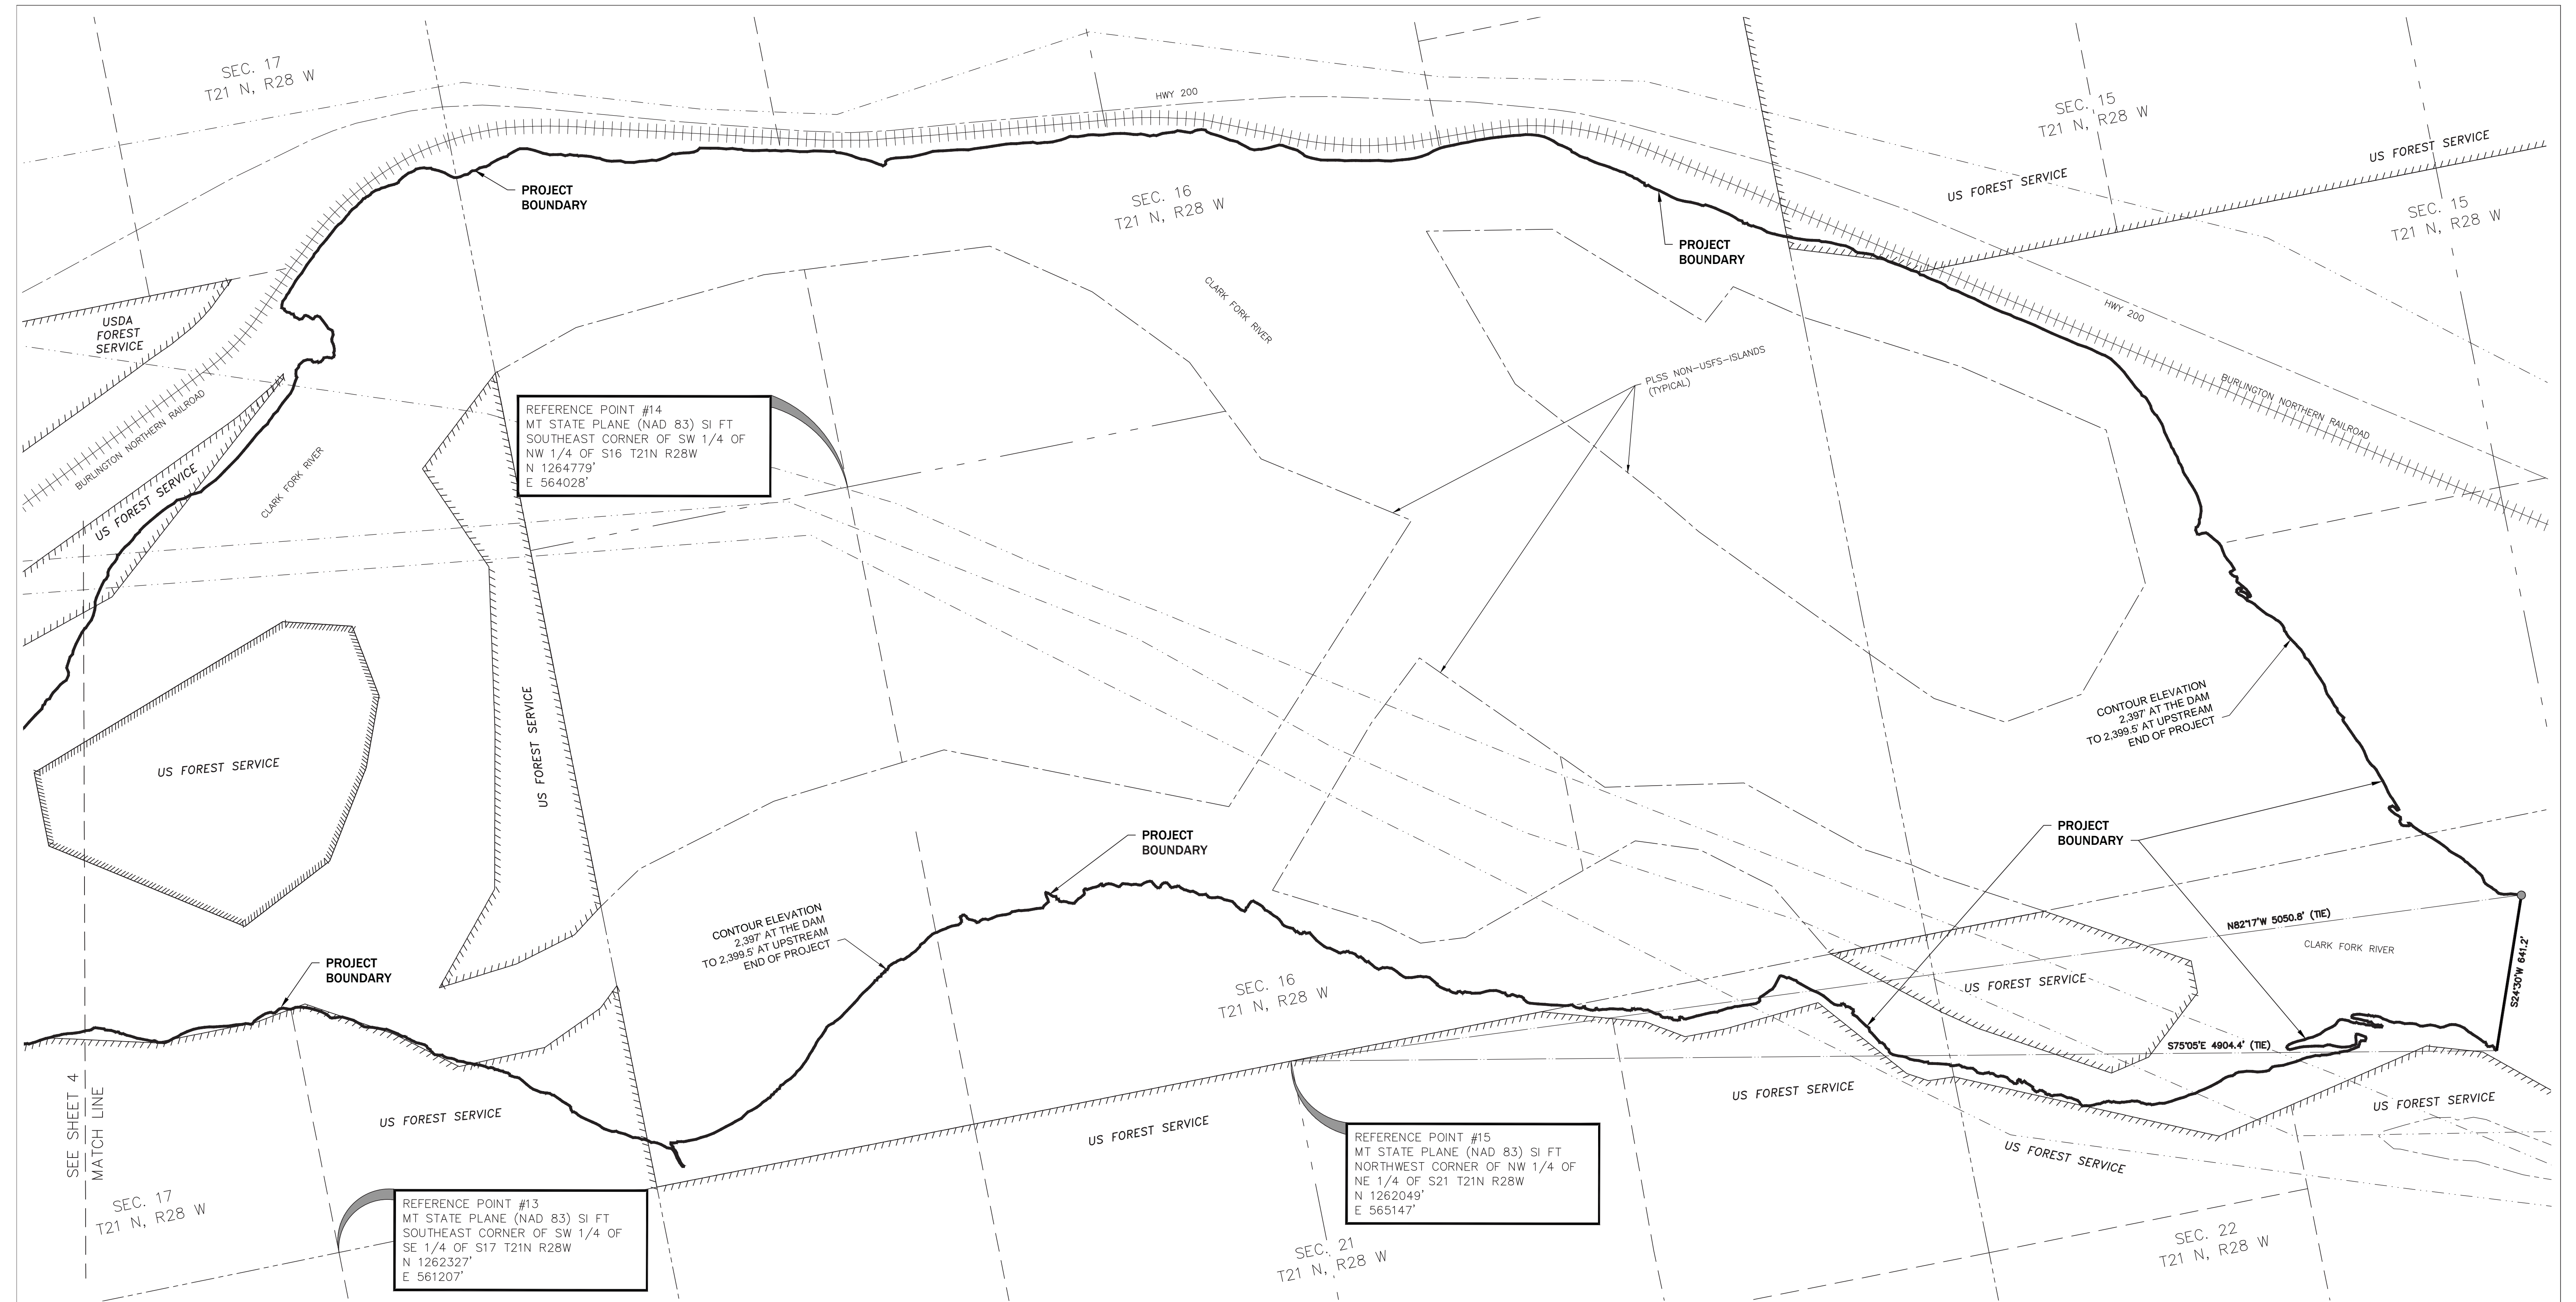 SEC. 17
T21 N, R28 W
HWY 200
SEC. 15
T21 N, R28 W
US FOREST SERVICE
US FOREST SERVICE
PROJECT
BOUNDARY
SEC. 16
T21 N, R28 W
SEC. 15
T21 N, R28 W
PROJECT
BOUNDARY
CLARK FORK RIVER
HWY 200
USDA
FOREST
SERVICE
PLSS NON-USFS-ISLANDS
(TYPICAL)
BURLINGTON NORTHERN RAILROAD
BURLINGTON NORTHERN RAILROAD
REFERENCE POINT #14
MT STATE PLANE (NAD 83) SI FT
SOUTHEAST CORNER OF SW 1/4 OF
NW 1/4 OF S16 T21N R28W
N 1264779'
E 564028'
US FOREST SERVICE
CLARK FORK RIVER
US FOREST SERVICE
US FOREST SERVICE
CONTOUR ELEVATION
2,397' AT THE DAM
TO 2,399.5' AT UPSTREAM
END OF PROJECT
PROJECT
BOUNDARY
PROJECT
BOUNDARY
CONTOUR ELEVATION
2,397' AT THE DAM
TO 2,399.5' AT UPSTREAM
END OF PROJECT
N82°17'W 5050.8' (TIE)
CLARK FORK RIVER
S24°30'W 641.2'
PROJECT
BOUNDARY
SEC. 16
T21 N, R28 W
US FOREST SERVICE
S75°05'E 4904.4' (TIE)
SEE SHEET 4
MATCH LINE
US FOREST SERVICE
US FOREST SERVICE
US FOREST SERVICE
US FOREST SERVICE
US FOREST SERVICE
REFERENCE POINT #15
MT STATE PLANE (NAD 83) SI FT
NORTHWEST CORNER OF NW 1/4 OF
NE 1/4 OF S21 T21N R28W
N 1262049'
E 565147'
SEC. 17
T21 N, R28 W
REFERENCE POINT #13
MT STATE PLANE (NAD 83) SI FT
SOUTHEAST CORNER OF SW 1/4 OF
SE 1/4 OF S17 T21N R28W
N 1262327'
E 561207'
SEC. 21
T21 N, R28 W
SEC. 22
T21 N, R28 W